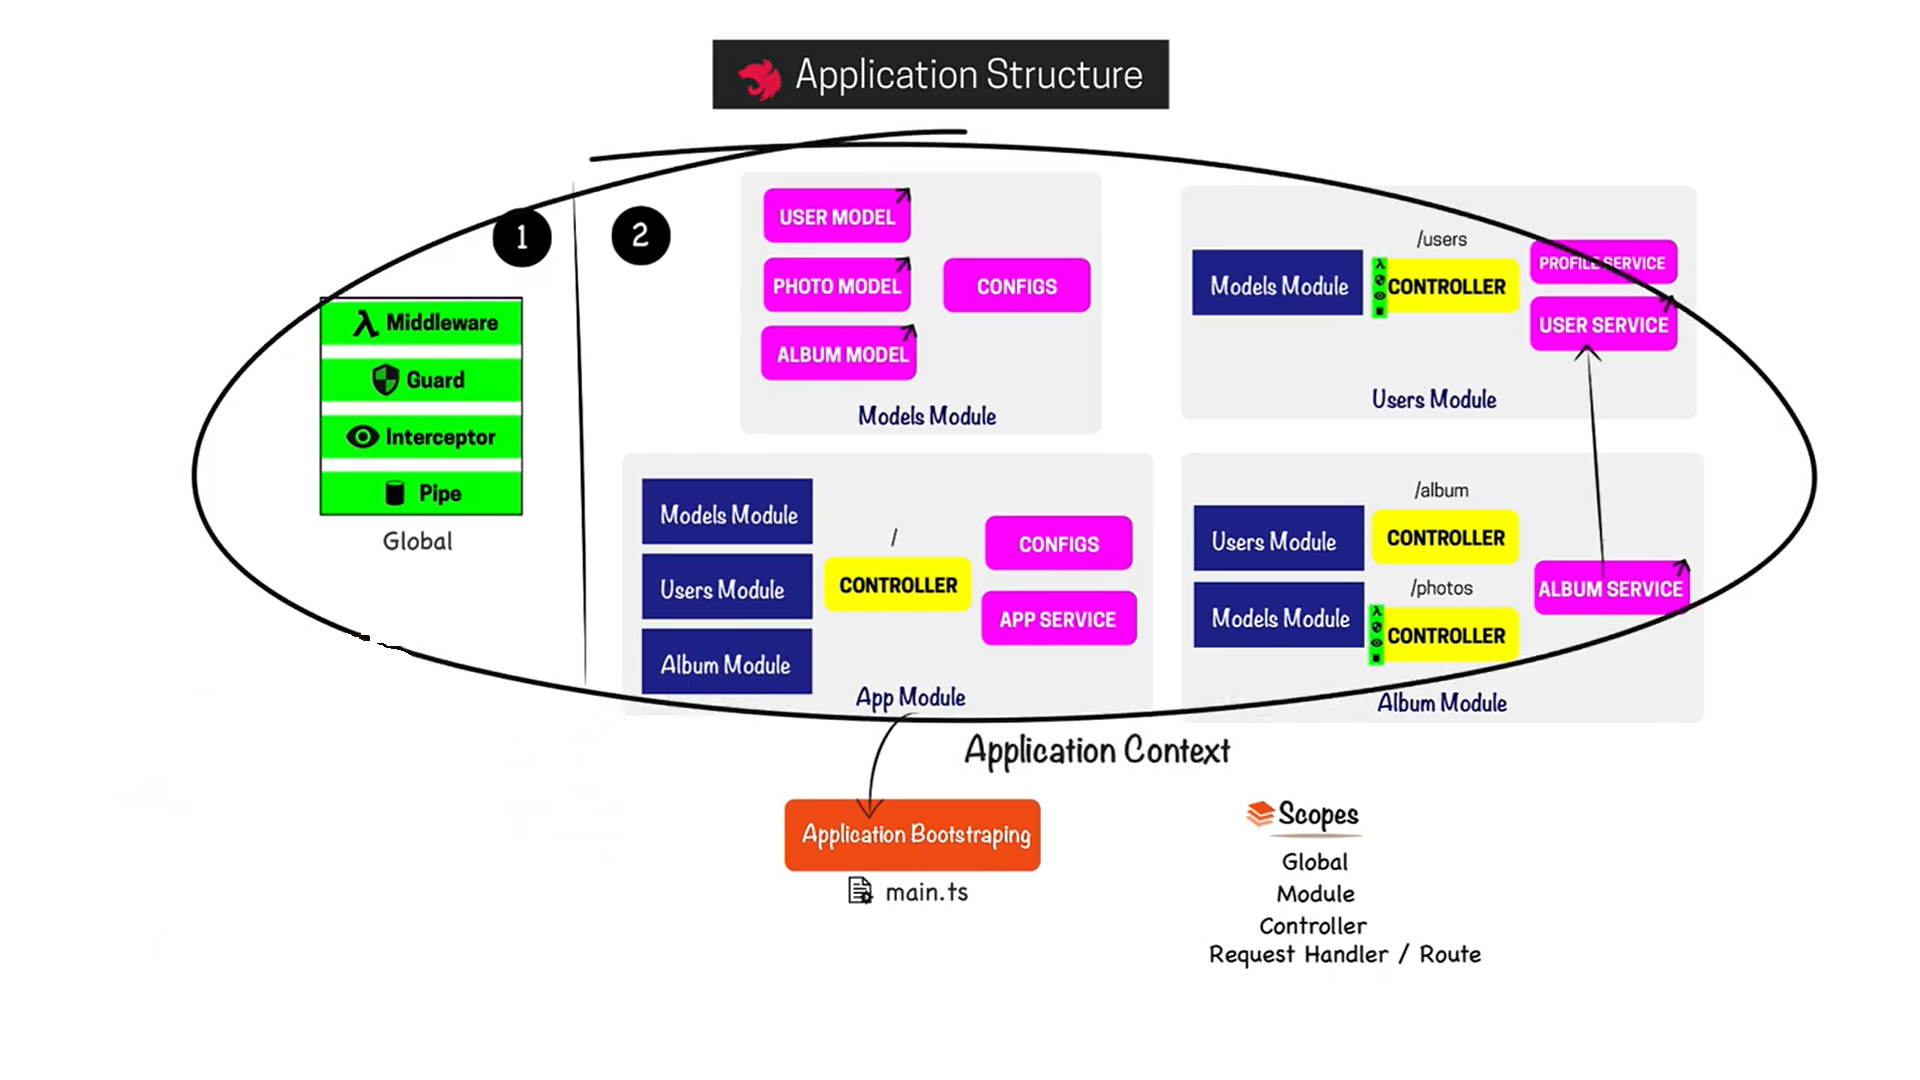 Application Structure
1
2
λ Middleware
Guard
Interceptor
Pipe
Global
USER MODEL
PHOTO MODEL
ALBUM MODEL
CONFIGS
Models Module
Models Module
/users
CONTROLLER
PROFILE SERVICE
USER SERVICE
Users Module
Models Module
Users Module
Album Module
/
CONTROLLER
CONFIGS
APP SERVICE
App Module
Users Module
Models Module
/album
CONTROLLER
/photos
CONTROLLER
ALBUM SERVICE
Album Module
Application Context
Application Bootstraping
main.ts
Scopes
Global
Module
Controller
Request Handler / Route